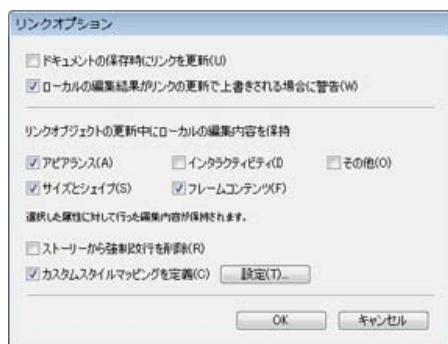 リンクオプション
ドキュメントの保存時にリンクを更新(U)
ローカルの編集結果がリンクの更新で上書きされる場合に警告(W)
リンクオブジェクトの更新中にローカルの編集内容を保持
アピアランス(A) インタラクティビティ(I) その他(O)
サイズとシェイプ(S) フレームコンテンツ(F)
選択した属性に対して行った編集内容が保持されます。
ストーリーから強制改行を削除(R)
カスタムスタイルマッピングを定義(C) 設定(T)...
OK キャンセル